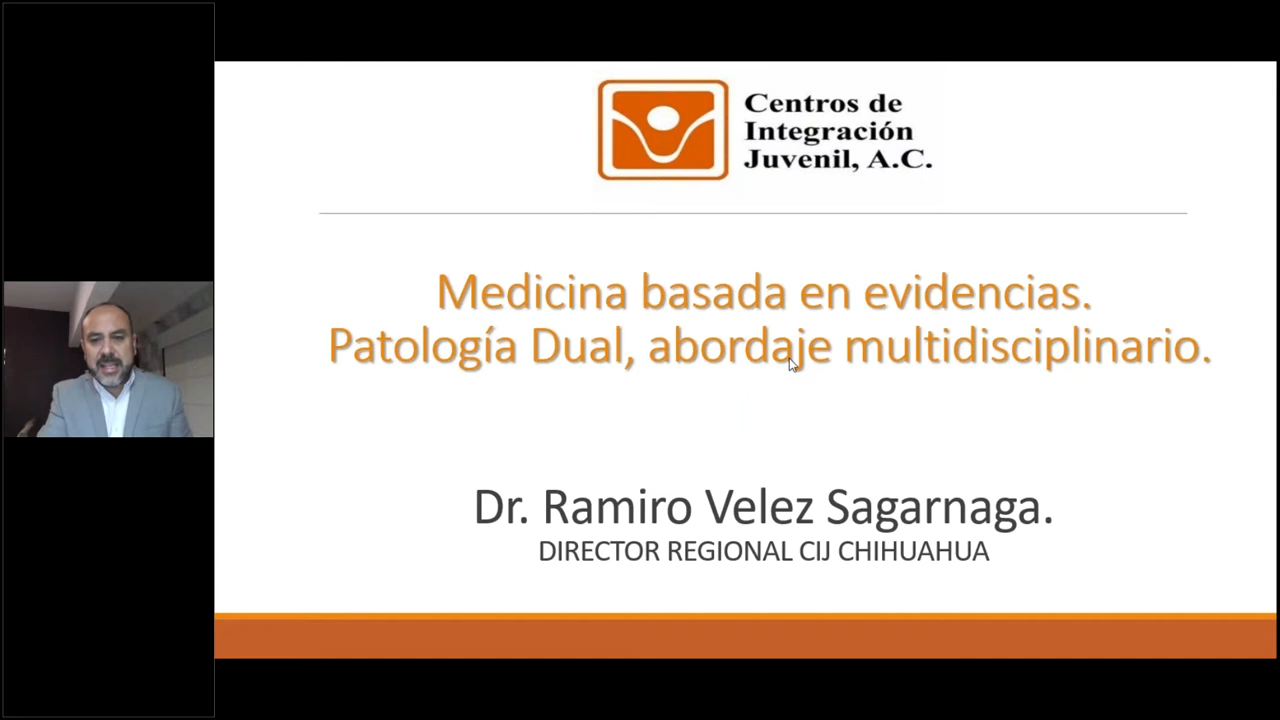 Centros de
Integración
Juvenil, A.C.
Medicina basada en evidencias.
Patología Dual, abordaje multidisciplinario.
Dr. Ramiro Velez Sagarnaga.
DIRECTOR REGIONAL CIJ CHIHUAHUA